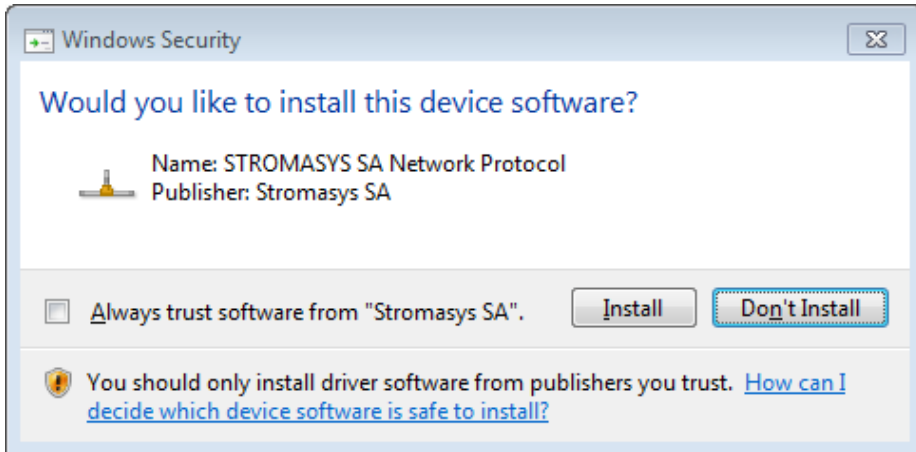 Windows Security
Would you like to install this device software?
Name: STROMASYS SA Network Protocol
Publisher: Stromasys SA
Always trust software from "Stromasys SA".
Install
Don't Install
You should only install driver software from publishers you trust. How can I
decide which device software is safe to install?